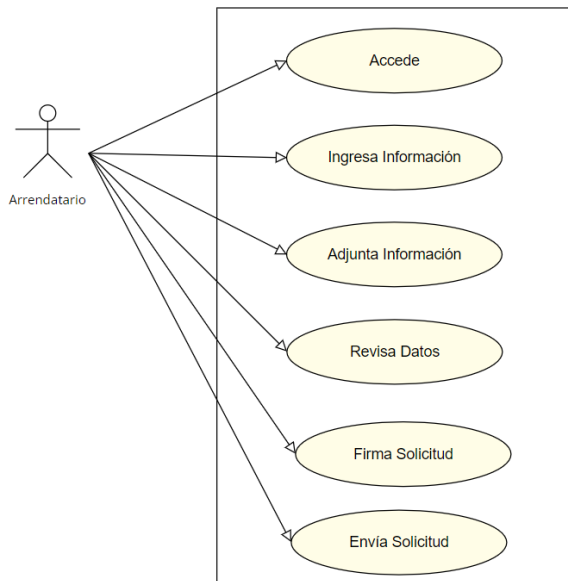 Accede
Ingresa Información
Arrendatario
Adjunta Información
Revisa Datos
Firma Solicitud
Envía Solicitud